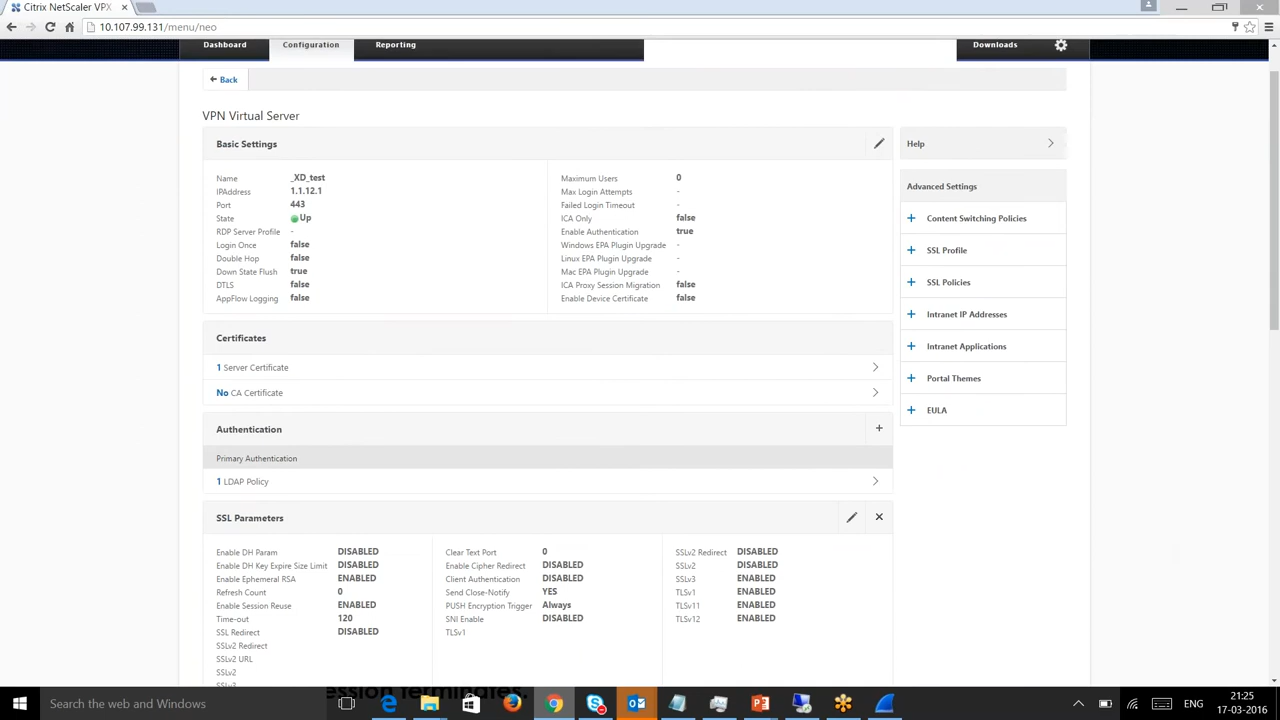 Citrix NetScaler VPX
10.107.99.131/menu/neo
Dashboard Configuration Reporting Downloads
Back
VPN Virtual Server
Basic Settings
Name _XD_test
IPAddress 1.1.12.1
Port 443
State Up
RDP Server Profile -
Login Once false
Double Hop false
Down State Flush true
DTLS false
AppFlow Logging false
Maximum Users 0
Max Login Attempts -
Failed Login Timeout -
ICA Only false
Enable Authentication true
Windows EPA Plugin Upgrade -
Linux EPA Plugin Upgrade -
Mac EPA Plugin Upgrade -
ICA Proxy Session Migration false
Enable Device Certificate false
Help
Advanced Settings
Content Switching Policies
SSL Profile
SSL Policies
Intranet IP Addresses
Intranet Applications
Portal Themes
EULA
Certificates
1 Server Certificate
No CA Certificate
Authentication
Primary Authentication
1 LDAP Policy
SSL Parameters
Enable DH Param DISABLED
Enable DH Key Expire Size Limit DISABLED
Enable Ephemeral RSA ENABLED
Refresh Count 0
Enable Session Reuse ENABLED
Time-out 120
SSL Redirect DISABLED
SSLv2 Redirect
SSLv2 URL
SSLv2
SSLv3
Clear Text Port 0
Enable Cipher Redirect DISABLED
Client Authentication DISABLED
Send Close-Notify YES
PUSH Encryption Trigger Always
SNI Enable DISABLED
TLSv1
SSLv2 Redirect DISABLED
SSLv2 DISABLED
SSLv3 ENABLED
TLSv1 ENABLED
TLSv11 ENABLED
TLSv12 ENABLED
ession terminates.
Search the web and Windows
ENG
21:25
17-03-2016